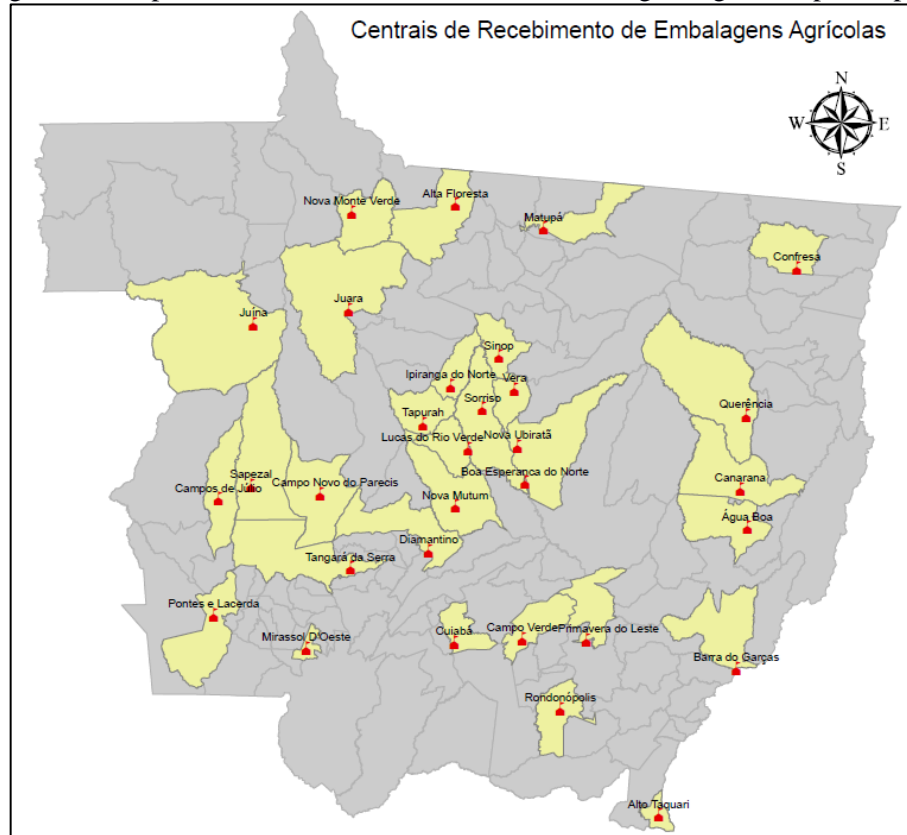 Centrais de Recebimento de Embalagens Agrícolas
N
W
E
S
Alta Floresta
Nova Monte Verde
Matupá
Confresa
Juara
Juína
Sinop
Ipiranga do Norte
Vera
Sorriso
Querência
Tapurah
Lucas do Rio Verde
Nova Ubiratã
Boa Esperança do Norte
Sapezal
Campo Novo do Parecis
Campos de Júlio
Canarana
Nova Mutum
Água Boa
Diamantino
Tangará da Serra
Pontes e Lacerda
Mirassol D'Oeste
Cuiabá
Campo Verde
Primavera do Leste
Barra do Garças
Rondonópolis
Alto Taquari